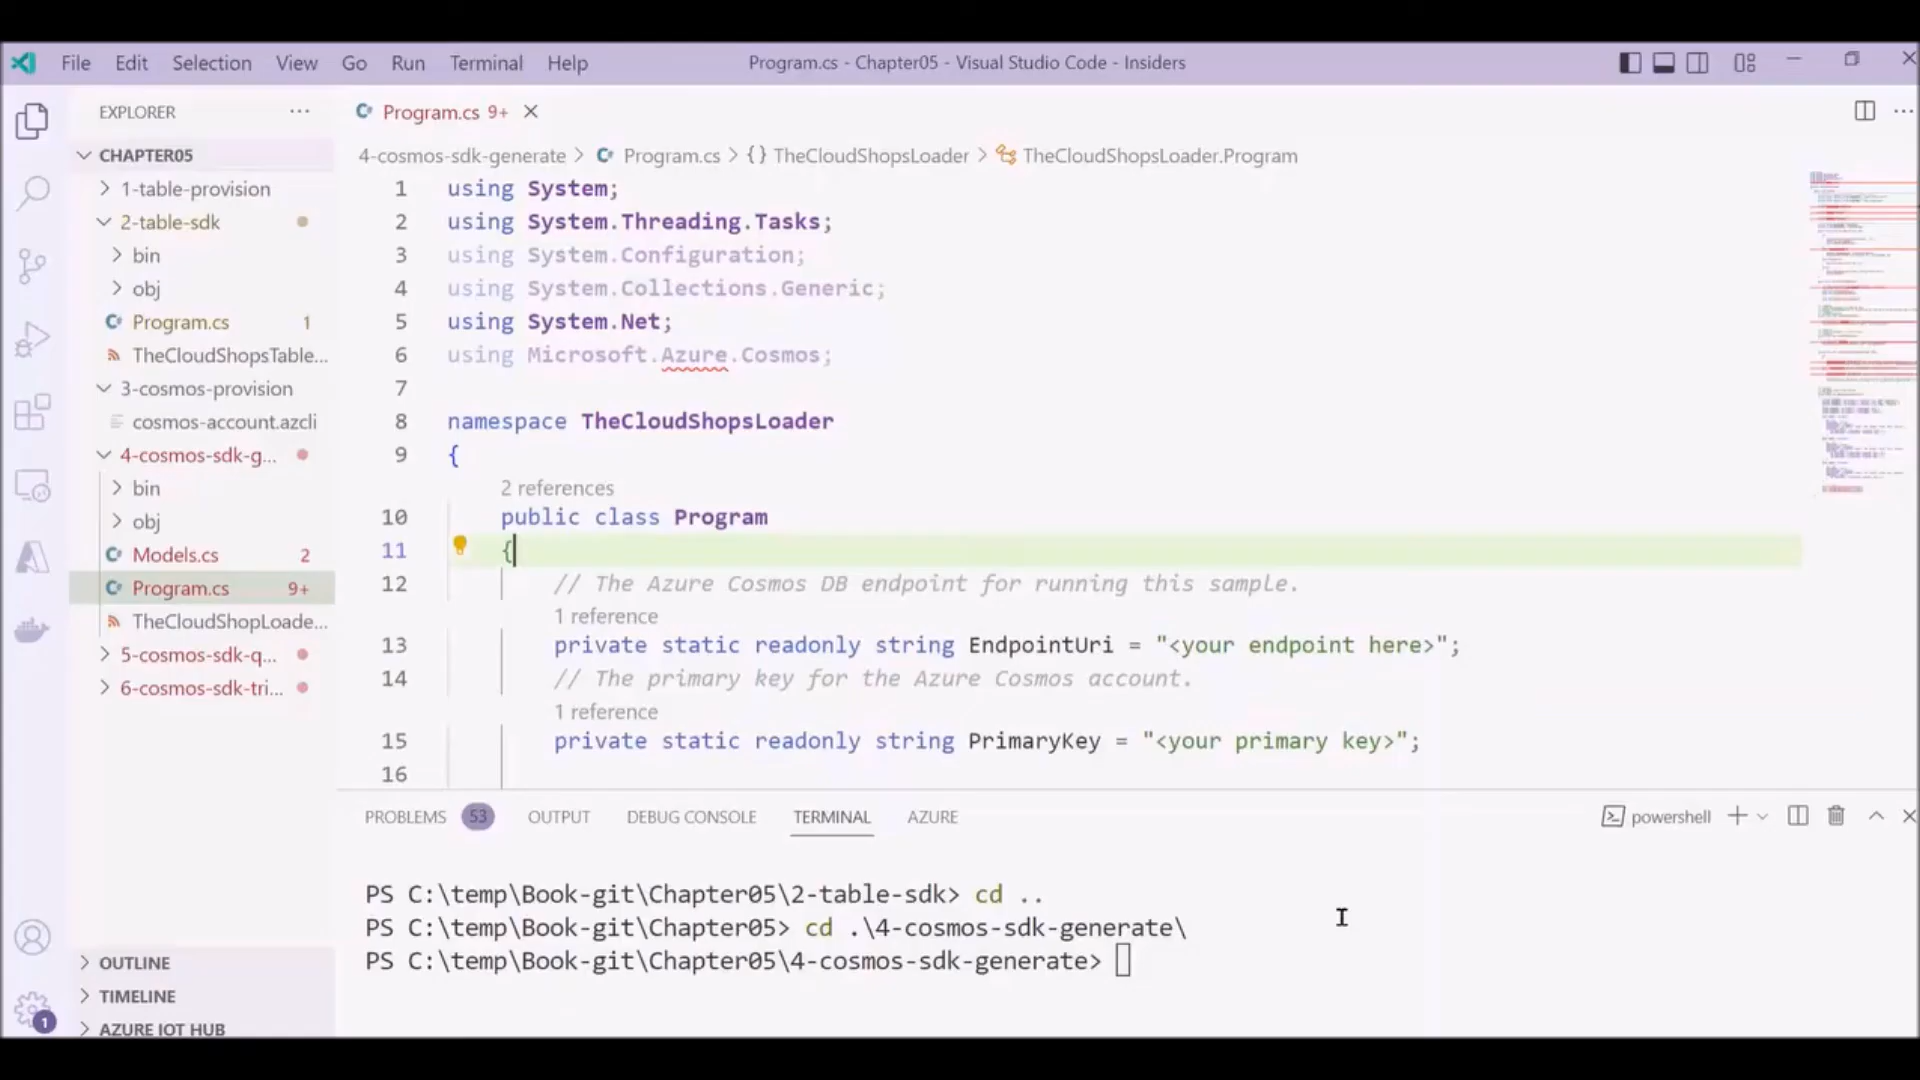 File Edit Selection View Go Run Terminal Help Program.cs - Chapter05 - Visual Studio Code - Insiders
EXPLORER ···
CHAPTER05
1-table-provision
2-table-sdk
bin
obj
Program.cs 1
TheCloudShopsTable...
3-cosmos-provision
cosmos-account.azcli
4-cosmos-sdk-g...
bin
obj
Models.cs 2
Program.cs 9+
TheCloudShopLoade...
5-cosmos-sdk-q...
6-cosmos-sdk-tri...
OUTLINE
TIMELINE
AZURE IOT HUB
1
Program.cs 9+
4-cosmos-sdk-generate > Program.cs > {} TheCloudShopsLoader > TheCloudShopsLoader.Program
1 using System;
2 using System.Threading.Tasks;
3 using System.Configuration;
4 using System.Collections.Generic;
5 using System.Net;
6 using Microsoft.Azure.Cosmos;
7
8 namespace TheCloudShopsLoader
9 {
2 references
10 public class Program
11 {
12 // The Azure Cosmos DB endpoint for running this sample.
1 reference
13 private static readonly string EndpointUri = "<your endpoint here>";
14 // The primary key for the Azure Cosmos account.
1 reference
15 private static readonly string PrimaryKey = "<your primary key>";
16
PROBLEMS 53 OUTPUT DEBUG CONSOLE TERMINAL AZURE powershell
PS C:\temp\Book-git\Chapter05\2-table-sdk> cd ..
PS C:\temp\Book-git\Chapter05> cd .\4-cosmos-sdk-generate\
PS C:\temp\Book-git\Chapter05\4-cosmos-sdk-generate>